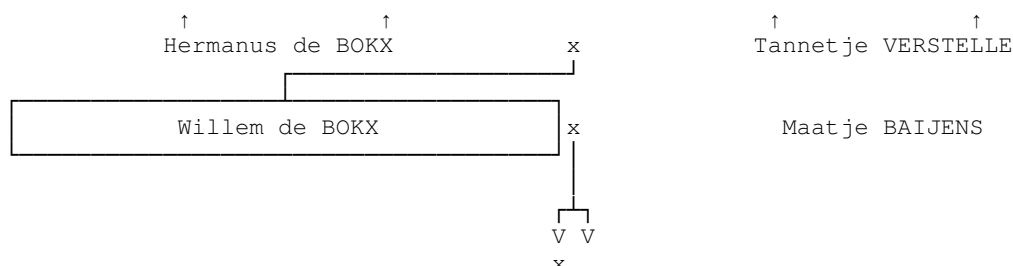 ↑ ↑ ↑ ↑
Hermanus de BOKX x Tannetje VERSTELLE
Willem de BOKX x Maatje BAIJENS
V V
x